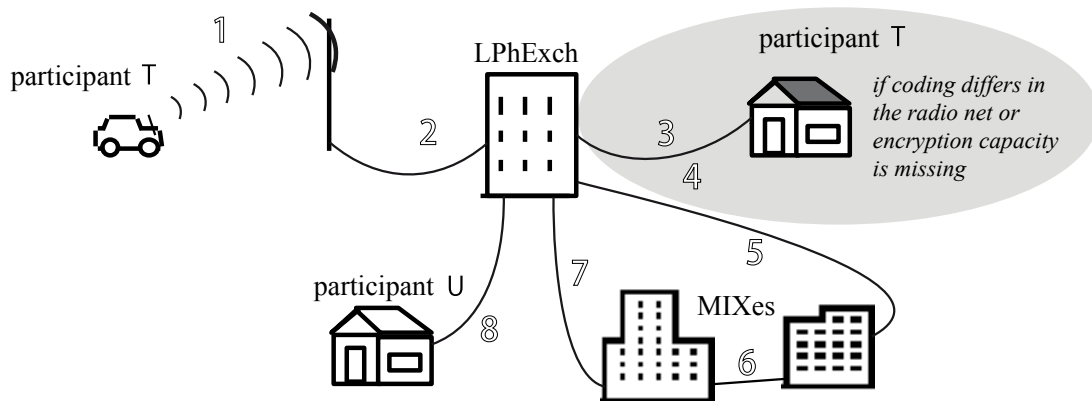 1
participant T
LPhExch
participant T
if coding differs in
the radio net or
encryption capacity
is missing
2
3
4
5
participant U
7
MIXes
8
6